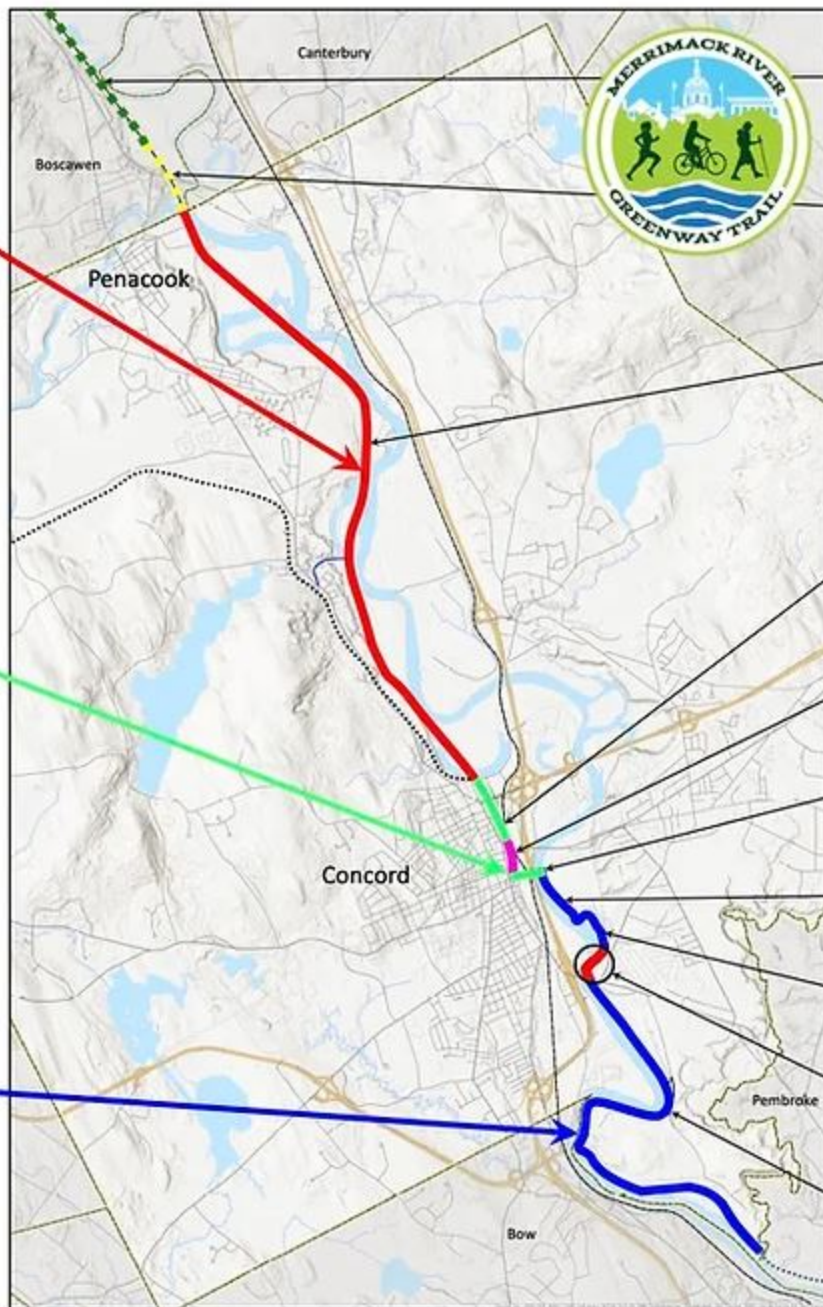 Canterbury
MERRIMACK RIVER
GREENWAY TRAIL
Boscawen
Penacook
Concord
Pembroke
Bow